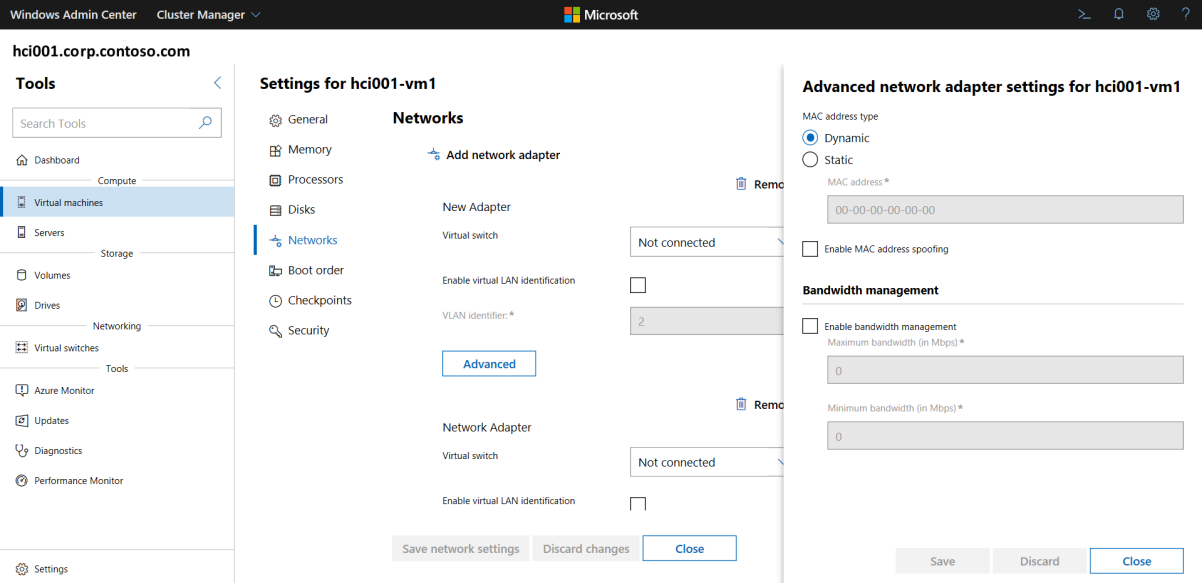 Windows Admin Center
Cluster Manager
Microsoft
hci001.corp.contoso.com
Tools
Search Tools
Dashboard
Compute
Virtual machines
Servers
Storage
Volumes
Drives
Networking
Virtual switches
Tools
Azure Monitor
Updates
Diagnostics
Performance Monitor
Settings
Settings for hci001-vm1
General
Memory
Processors
Disks
Networks
Boot order
Checkpoints
Security
Networks
Add network adapter
Remo
New Adapter
Virtual switch
Not connected
Enable virtual LAN identification
VLAN identifier:*
2
Advanced
Remo
Network Adapter
Virtual switch
Not connected
Enable virtual LAN identification
Save network settings
Discard changes
Close
Advanced network adapter settings for hci001-vm1
MAC address type
Dynamic
Static
MAC address*
00-00-00-00-00-00
Enable MAC address spoofing
Bandwidth management
Enable bandwidth management
Maximum bandwidth (in Mbps)*
0
Minimum bandwidth (in Mbps)*
0
Save
Discard
Close